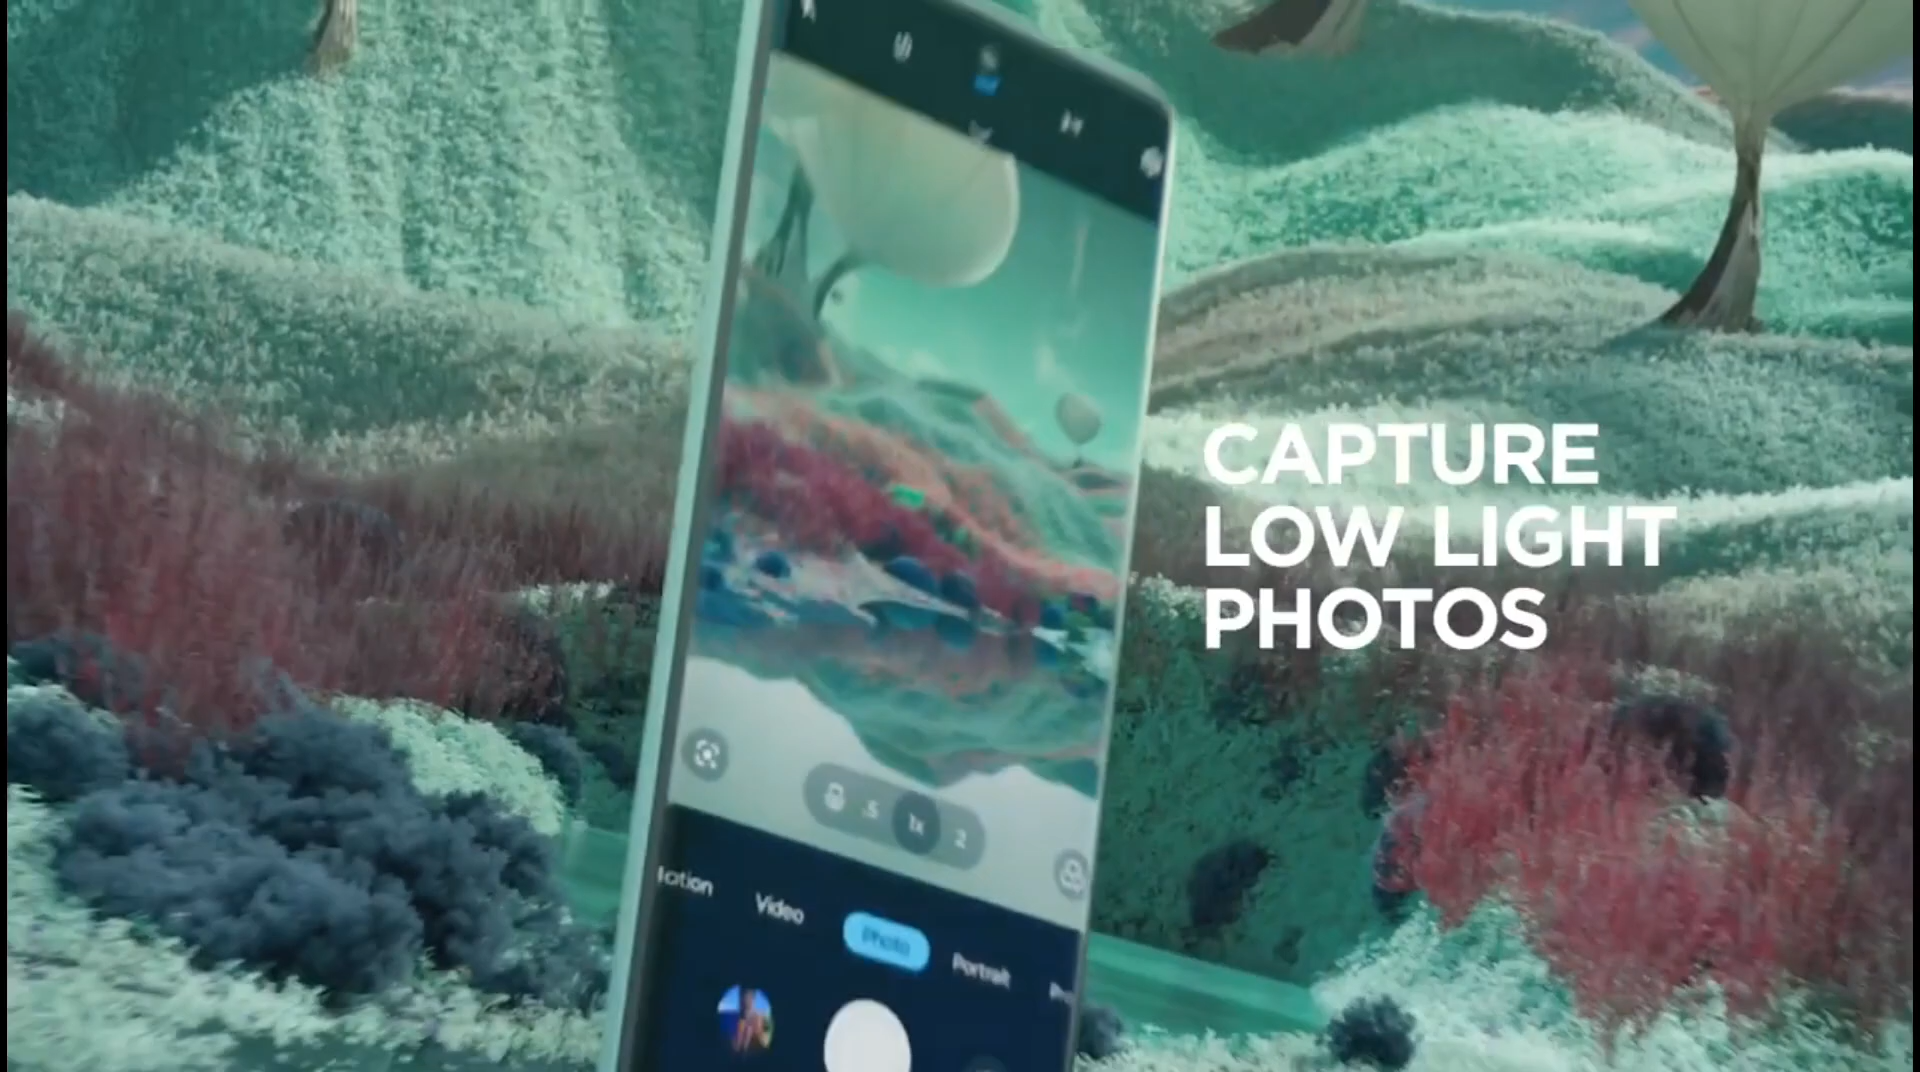 CAPTURE
LOW LIGHT
PHOTOS
.5 1x 2
Video Photo Portrait